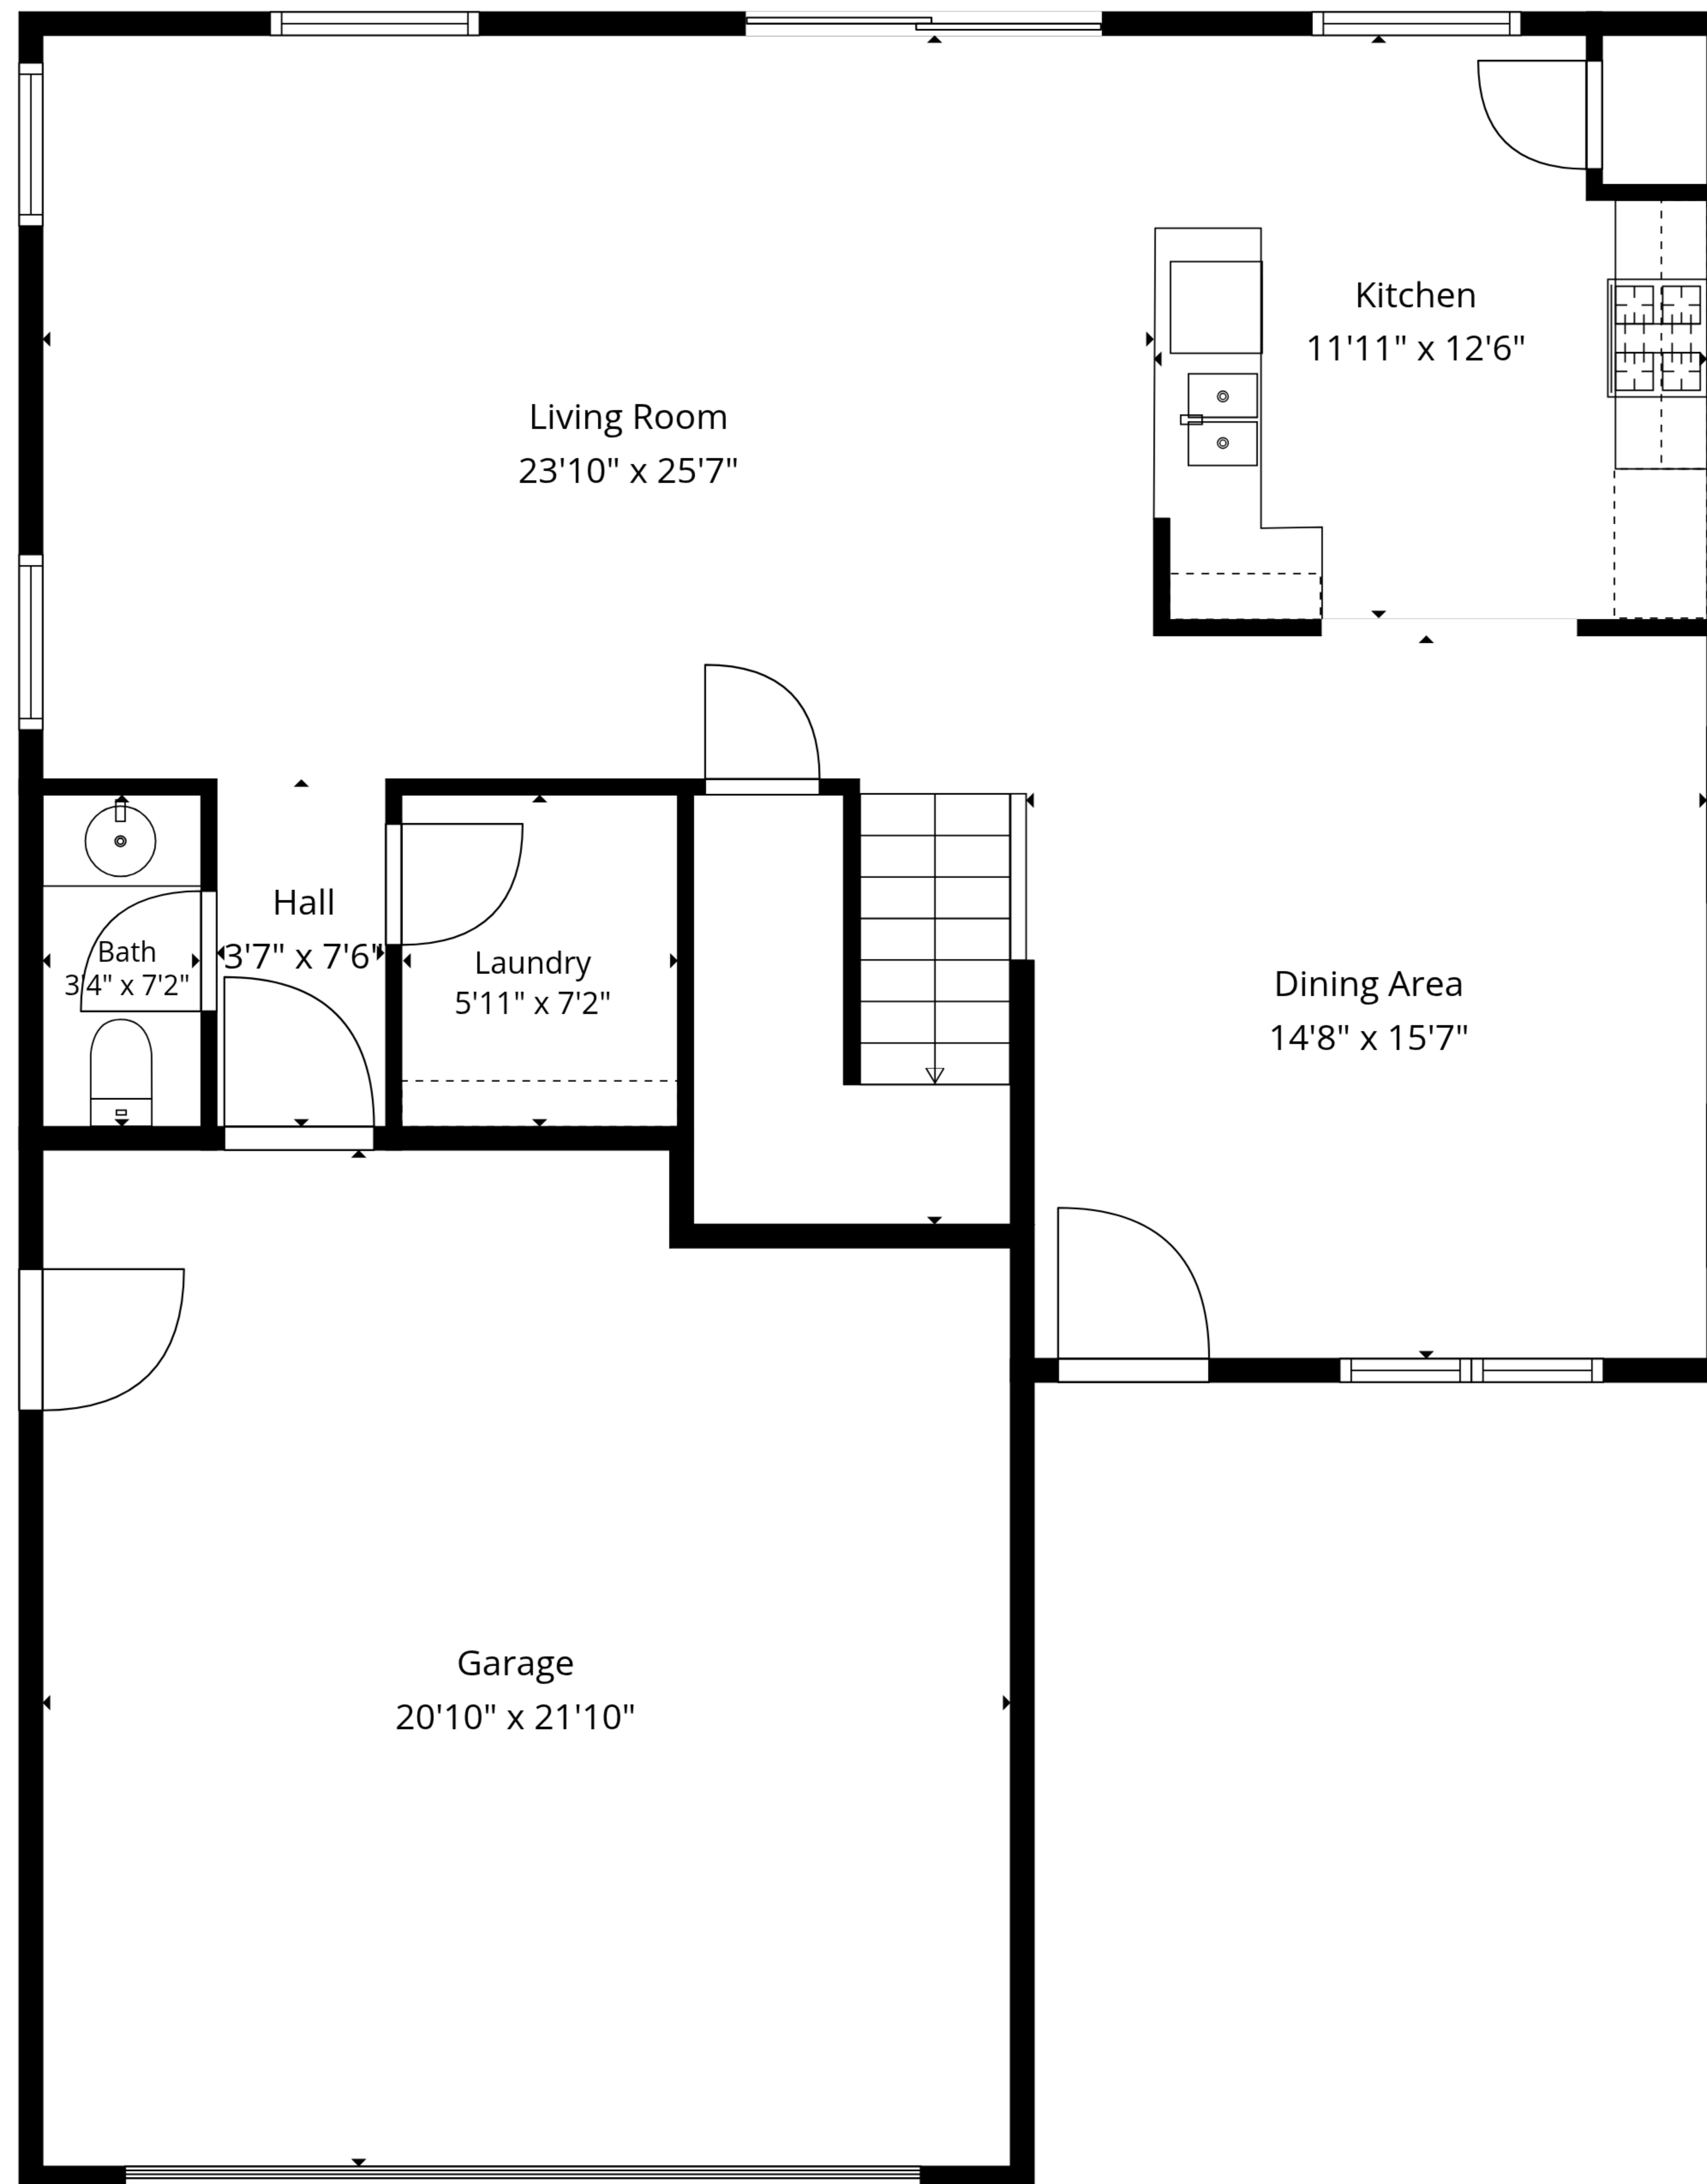 Kitchen
11'11" x 12'6"
Living Room
23'10" x 25'7"
Hall
3'7" x 7'6"
Bath
3'4" x 7'2"
Laundry
5'11" x 7'2"
Dining Area
14'8" x 15'7"
Garage
20'10" x 21'10"